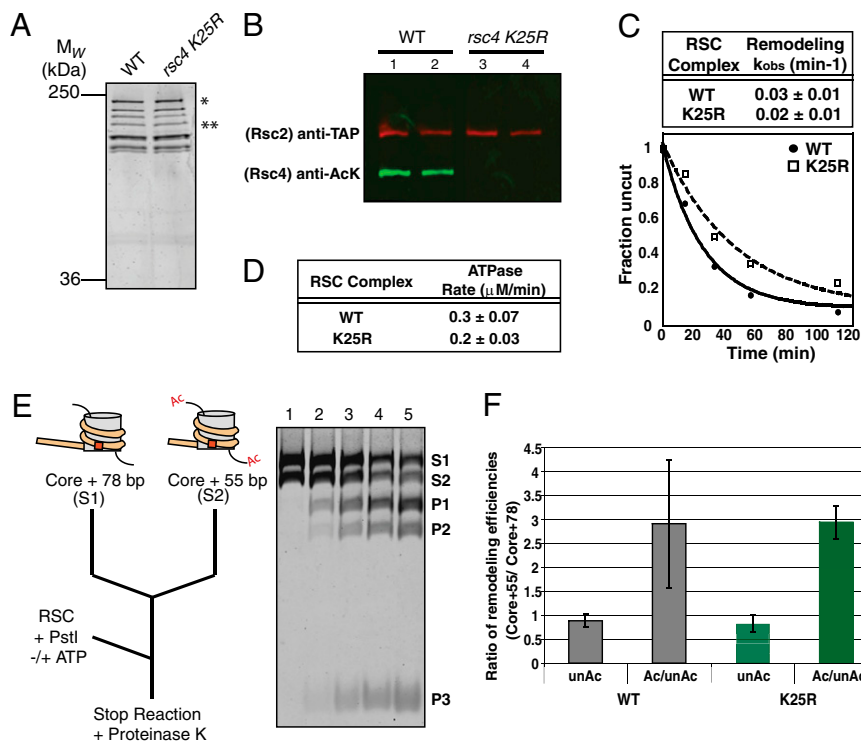 A
M_W
(kDa)
WT
rsc4 K25R
250
*
**
36
B
WT
rsc4 K25R
1 2 3 4
(Rsc2) anti-TAP
(Rsc4) anti-AcK
C
RSC Complex
Remodeling kobs (min-1)
WT 0.03 ± 0.01
K25R 0.02 ± 0.01
WT
K25R
Fraction uncut
1
0.8
0.6
0.4
0.2
0
0 20 40 60 80 100 120
Time (min)
D
RSC Complex
ATPase Rate (μM/min)
WT 0.3 ± 0.07
K25R 0.2 ± 0.03
E
Ac
Ac
Core + 78 bp
(S1)
Core + 55 bp
(S2)
RSC
+ PstI
-/+ ATP
Stop Reaction
+ Proteinase K
1 2 3 4 5
S1
S2
P1
P2
P3
F
Ratio of remodeling efficiencies
(Core+55/ Core+78)
4.5
4
3.5
3
2.5
2
1.5
1
0.5
0
unAc Ac/unAc unAc Ac/unAc
WT K25R